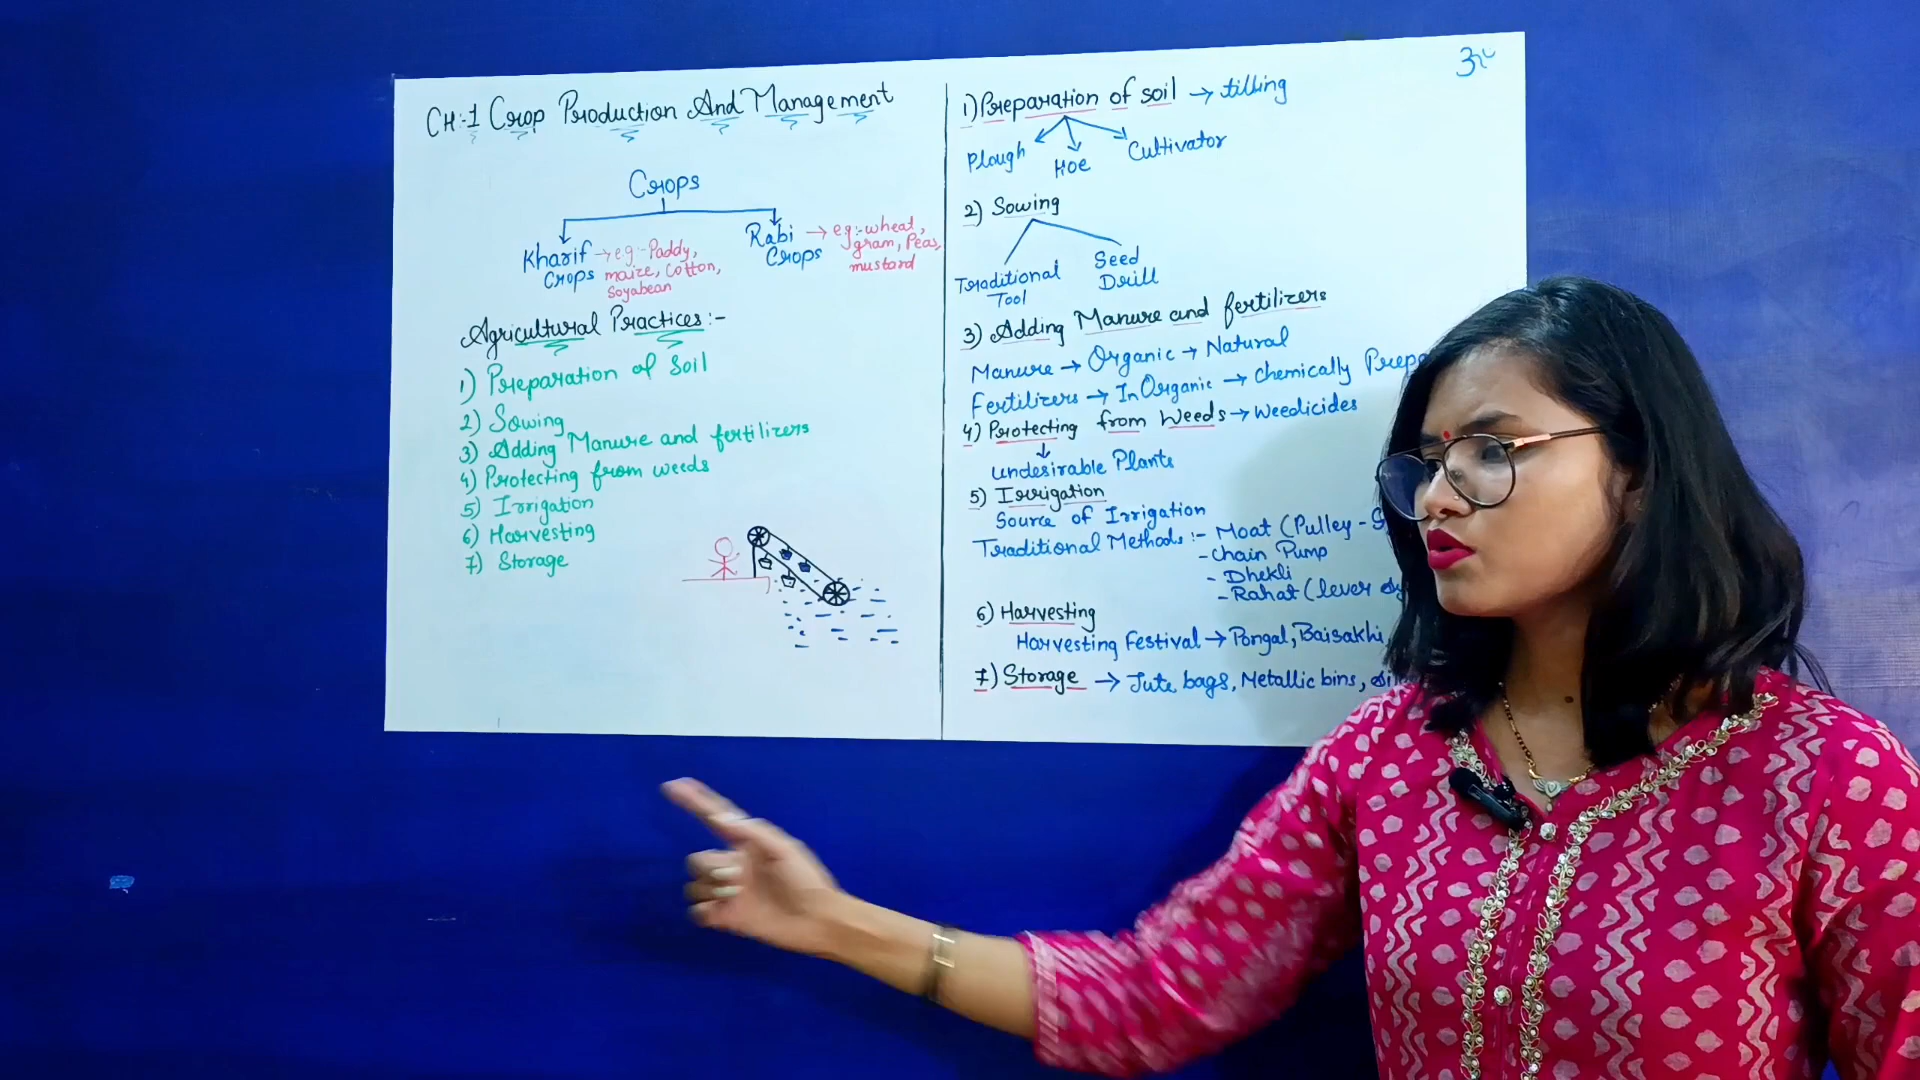 CH:-1 Crop Production And Management
Crops
Kharif → eg:- Paddy,
Crops maize, Cotton,
Soyabean
Rabi → eg:- wheat,
Crops gram, Peas,
mustard
Agricultural Practices:-
1) Preparation of Soil
2) Sowing
3) Adding Manure and fertilizers
4) Protecting from weeds
5) Irrigation
6) Harvesting
7) Storage
1) Preparation of soil → tilling
Plough Hoe Cultivator
2) Sowing
Traditional Tool
Seed Drill
3) Adding Manure and fertilizers
Manure → Organic → Natural
Fertilizers → InOrganic → Chemically
4) Protecting from Weeds → Weedicides
↓
undesirable Plants
5) Irrigation
Source of Irrigation
Traditional Methods:- - Moat (Pulley -
- Chain Pump
- Dhekli
- Rahat (lever
6) Harvesting
Harvesting Festival → Pongal, Baisakhi,
7) Storage → Jute bags, Metallic bins,